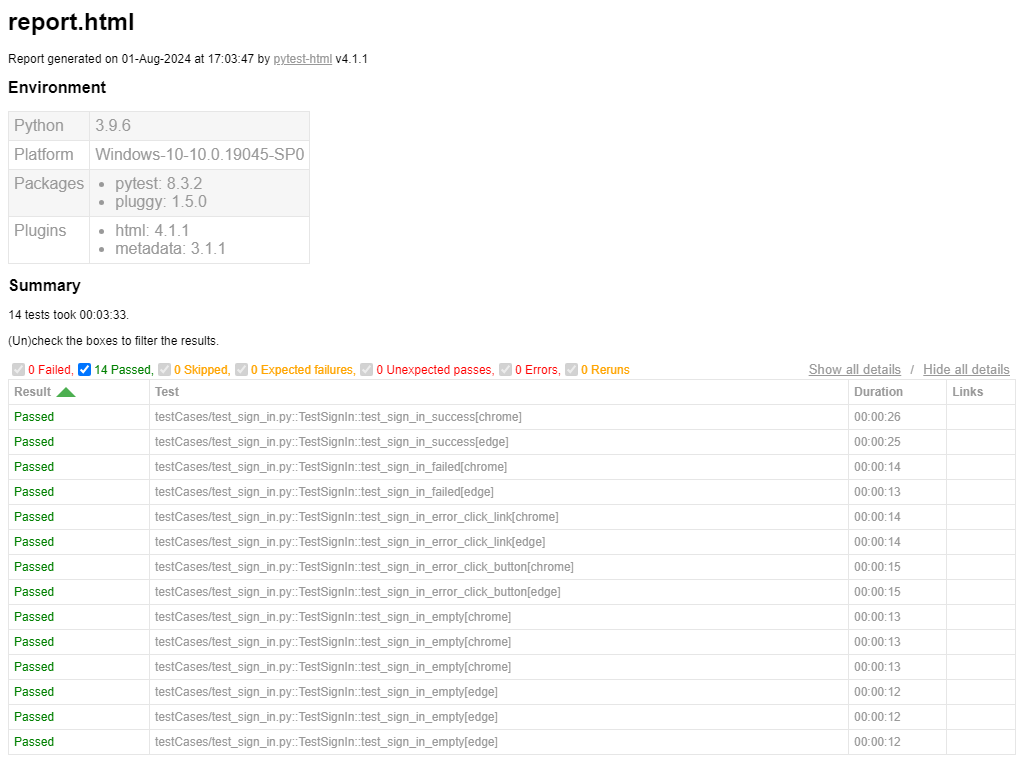 report.html
Report generated on 01-Aug-2024 at 17:03:47 by pytest-html v4.1.1
Environment
Python 3.9.6
Platform Windows-10-10.0.19045-SP0
Packages • pytest: 8.3.2
• pluggy: 1.5.0
Plugins • html: 4.1.1
• metadata: 3.1.1
Summary
14 tests took 00:03:33.
(Un)check the boxes to filter the results.
0 Failed, 14 Passed, 0 Skipped, 0 Expected failures, 0 Unexpected passes, 0 Errors, 0 Reruns Show all details / Hide all details
Result Test Duration Links
Passed testCases/test_sign_in.py::TestSignIn::test_sign_in_success[chrome] 00:00:26
Passed testCases/test_sign_in.py::TestSignIn::test_sign_in_success[edge] 00:00:25
Passed testCases/test_sign_in.py::TestSignIn::test_sign_in_failed[chrome] 00:00:14
Passed testCases/test_sign_in.py::TestSignIn::test_sign_in_failed[edge] 00:00:13
Passed testCases/test_sign_in.py::TestSignIn::test_sign_in_error_click_link[chrome] 00:00:14
Passed testCases/test_sign_in.py::TestSignIn::test_sign_in_error_click_link[edge] 00:00:14
Passed testCases/test_sign_in.py::TestSignIn::test_sign_in_error_click_button[chrome] 00:00:15
Passed testCases/test_sign_in.py::TestSignIn::test_sign_in_error_click_button[edge] 00:00:15
Passed testCases/test_sign_in.py::TestSignIn::test_sign_in_empty[chrome] 00:00:13
Passed testCases/test_sign_in.py::TestSignIn::test_sign_in_empty[chrome] 00:00:13
Passed testCases/test_sign_in.py::TestSignIn::test_sign_in_empty[chrome] 00:00:13
Passed testCases/test_sign_in.py::TestSignIn::test_sign_in_empty[edge] 00:00:12
Passed testCases/test_sign_in.py::TestSignIn::test_sign_in_empty[edge] 00:00:12
Passed testCases/test_sign_in.py::TestSignIn::test_sign_in_empty[edge] 00:00:12